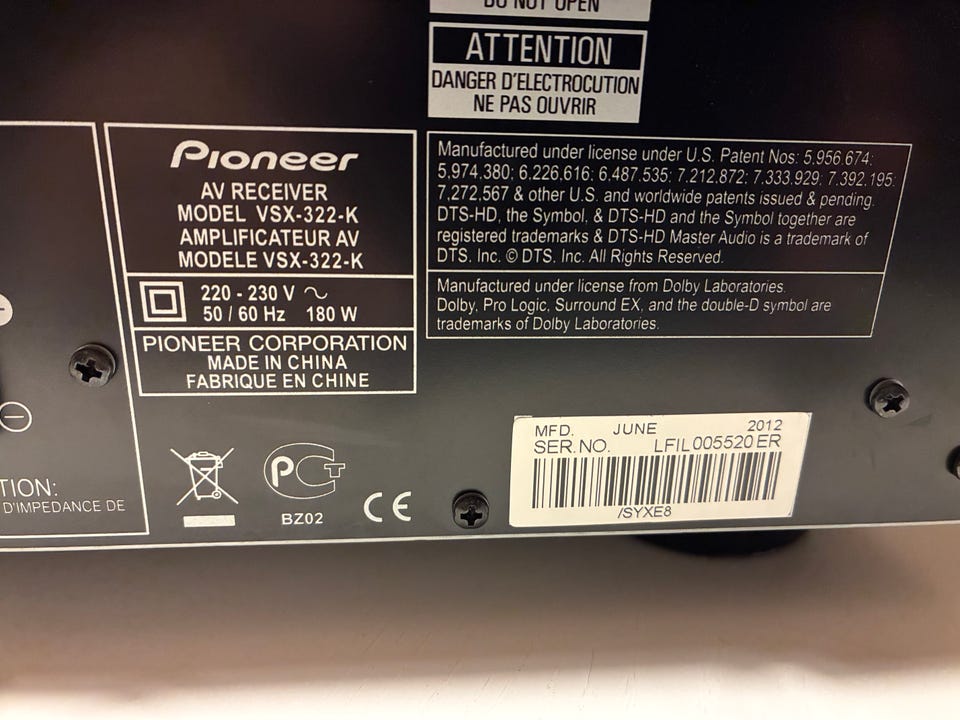 DO NOT OPEN
ATTENTION
DANGER D'ELECTROCUTION
NE PAS OUVRIR
Pioneer
AV RECEIVER
MODEL VSX-322-K
AMPLIFICATEUR AV
MODELE VSX-322-K
220 - 230 V ～
50 / 60 Hz 180 W
PIONEER CORPORATION
MADE IN CHINA
FABRIQUE EN CHINE
Manufactured under license under U.S. Patent Nos: 5,956,674;
5,974,380; 6,226,616; 6,487,535; 7,212,872; 7,333,929; 7,392,195;
7,272,567 & other U.S. and worldwide patents issued & pending.
DTS-HD, the Symbol, & DTS-HD and the Symbol together are
registered trademarks & DTS-HD Master Audio is a trademark of
DTS, Inc. © DTS, Inc. All Rights Reserved.
Manufactured under license from Dolby Laboratories.
Dolby, Pro Logic, Surround EX, and the double-D symbol are
trademarks of Dolby Laboratories.
TION:
D'IMPEDANCE DE
PCT
BZ02
CE
MFD. JUNE 2012
SER.NO. LFIL005520ER
/SYXE8